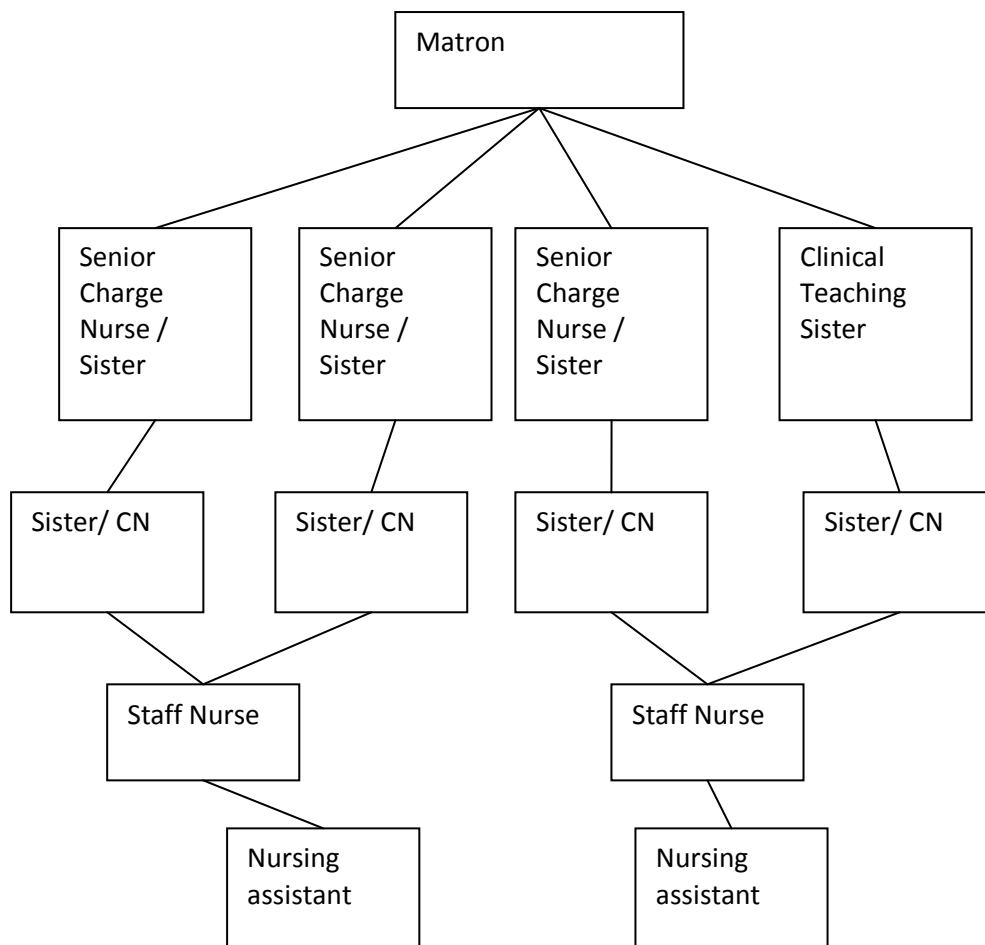 Matron
Senior
Charge
Nurse /
Sister
Senior
Charge
Nurse /
Sister
Senior
Charge
Nurse /
Sister
Clinical
Teaching
Sister
Sister/ CN
Sister/ CN
Sister/ CN
Sister/ CN
Staff Nurse
Staff Nurse
Nursing
assistant
Nursing
assistant